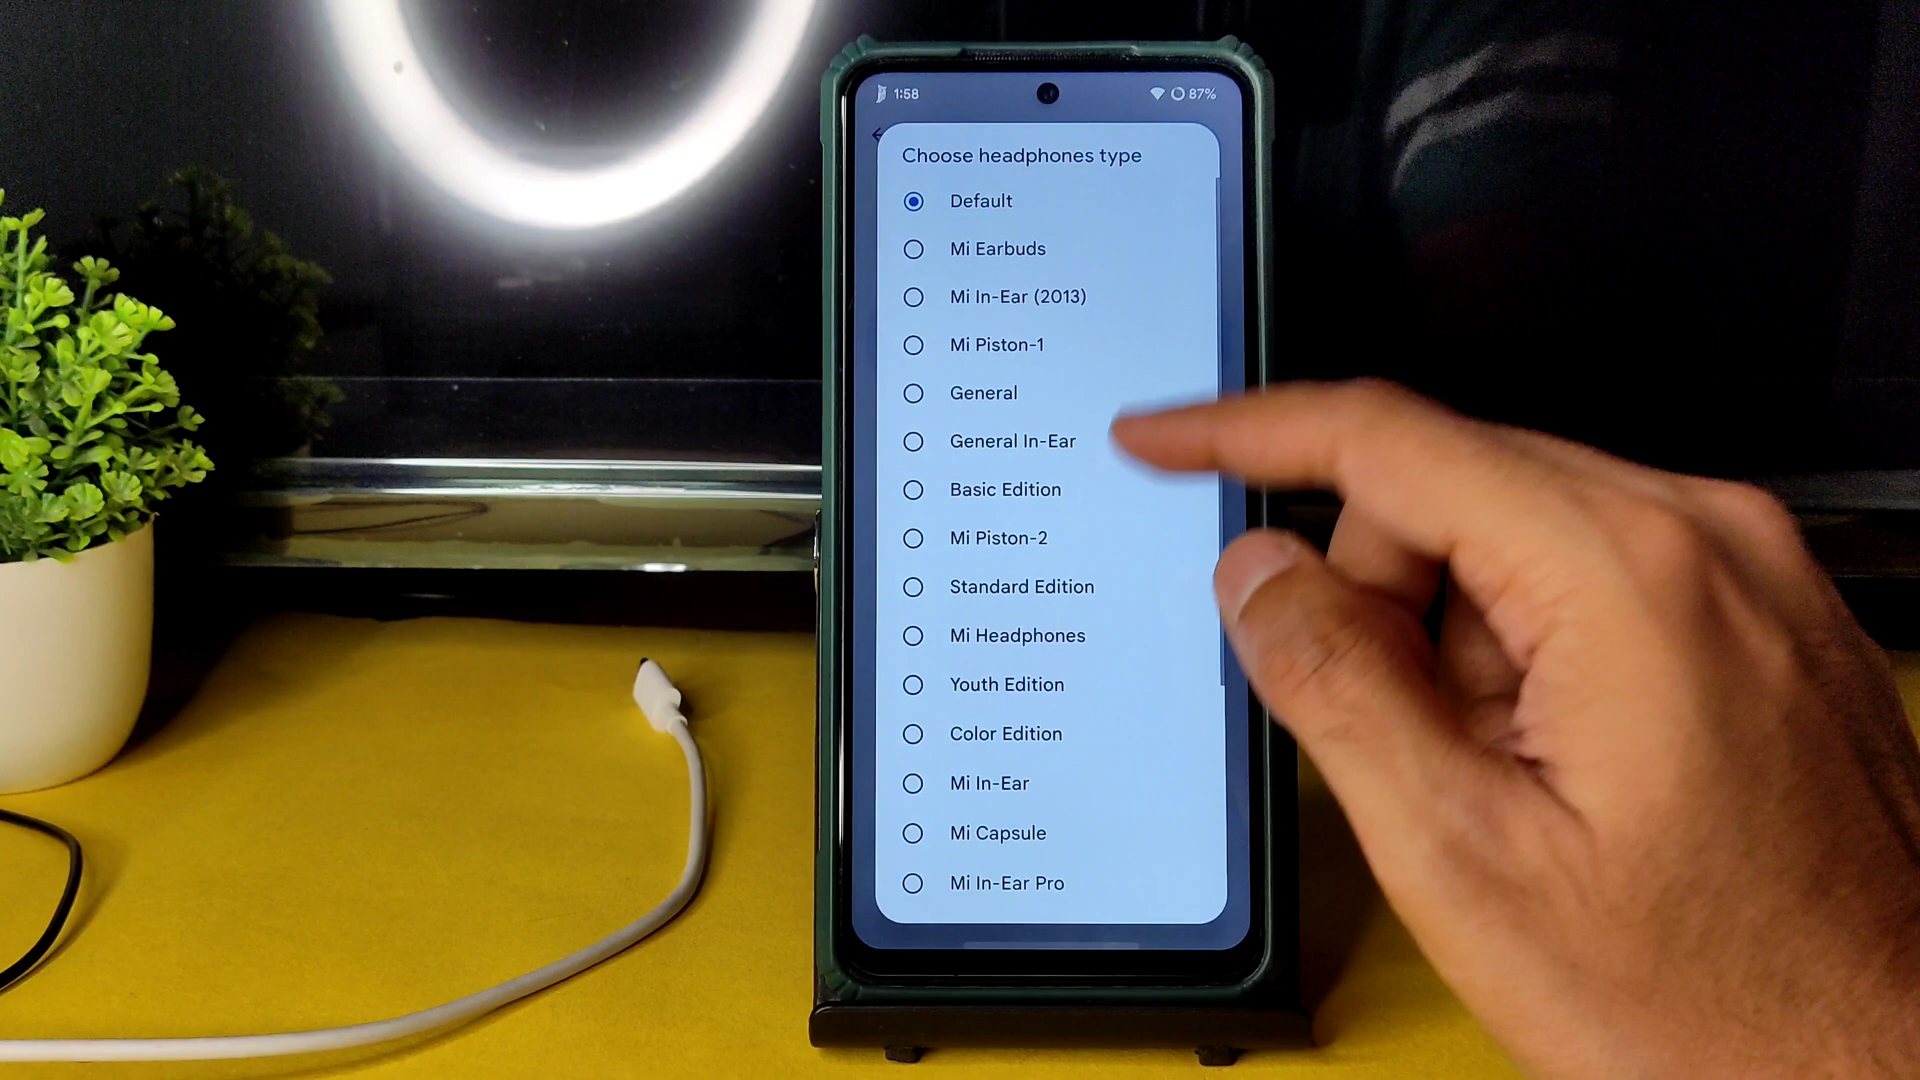 1:58
87%
Choose headphones type
Default
Mi Earbuds
Mi In-Ear (2013)
Mi Piston-1
General
General In-Ear
Basic Edition
Mi Piston-2
Standard Edition
Mi Headphones
Youth Edition
Color Edition
Mi In-Ear
Mi Capsule
Mi In-Ear Pro